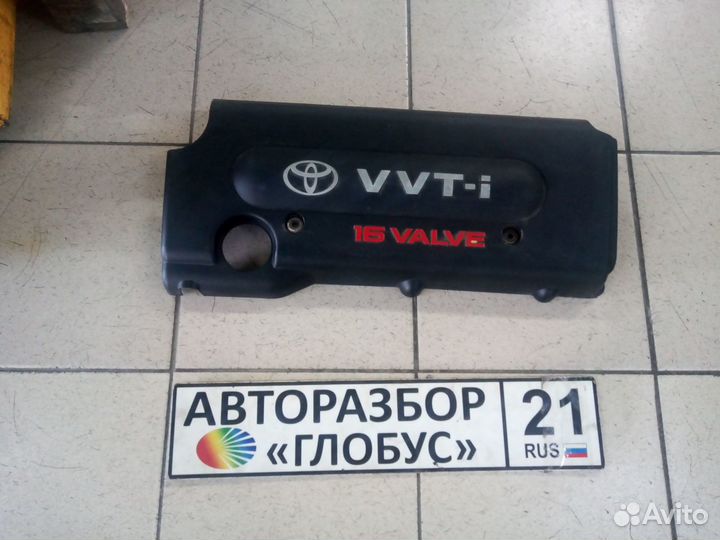 VVT-i
16 VALVE
АВТОРАЗБОР
«ГЛОБУС»
21
RUS
Avito